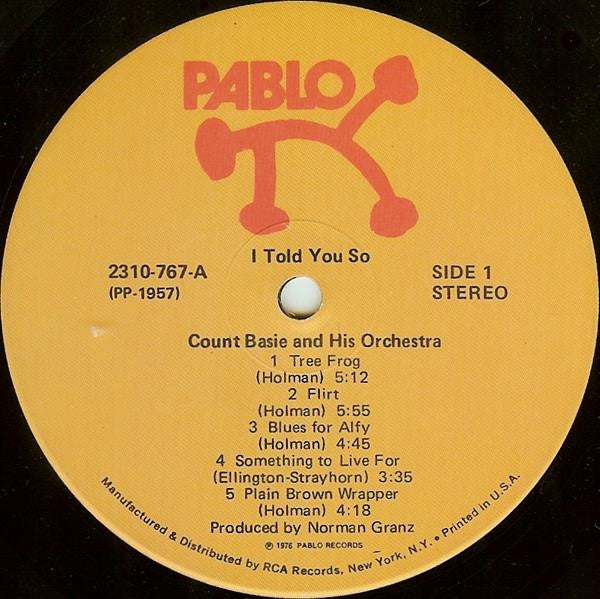 PABLO
I Told You So
2310-767-A
(PP-1957)
SIDE 1
STEREO
Count Basie and His Orchestra
1 Tree Frog
(Holman) 5:12
2 Flirt
(Holman) 5:55
3 Blues for Alfy
(Holman) 4:45
4 Something to Live For
(Ellington-Strayhorn) 3:35
5 Plain Brown Wrapper
(Holman) 4:18
Produced by Norman Granz
℗ 1976 PABLO RECORDS
Manufactured & Distributed by RCA Records, New York, N.Y. • Printed in U.S.A.